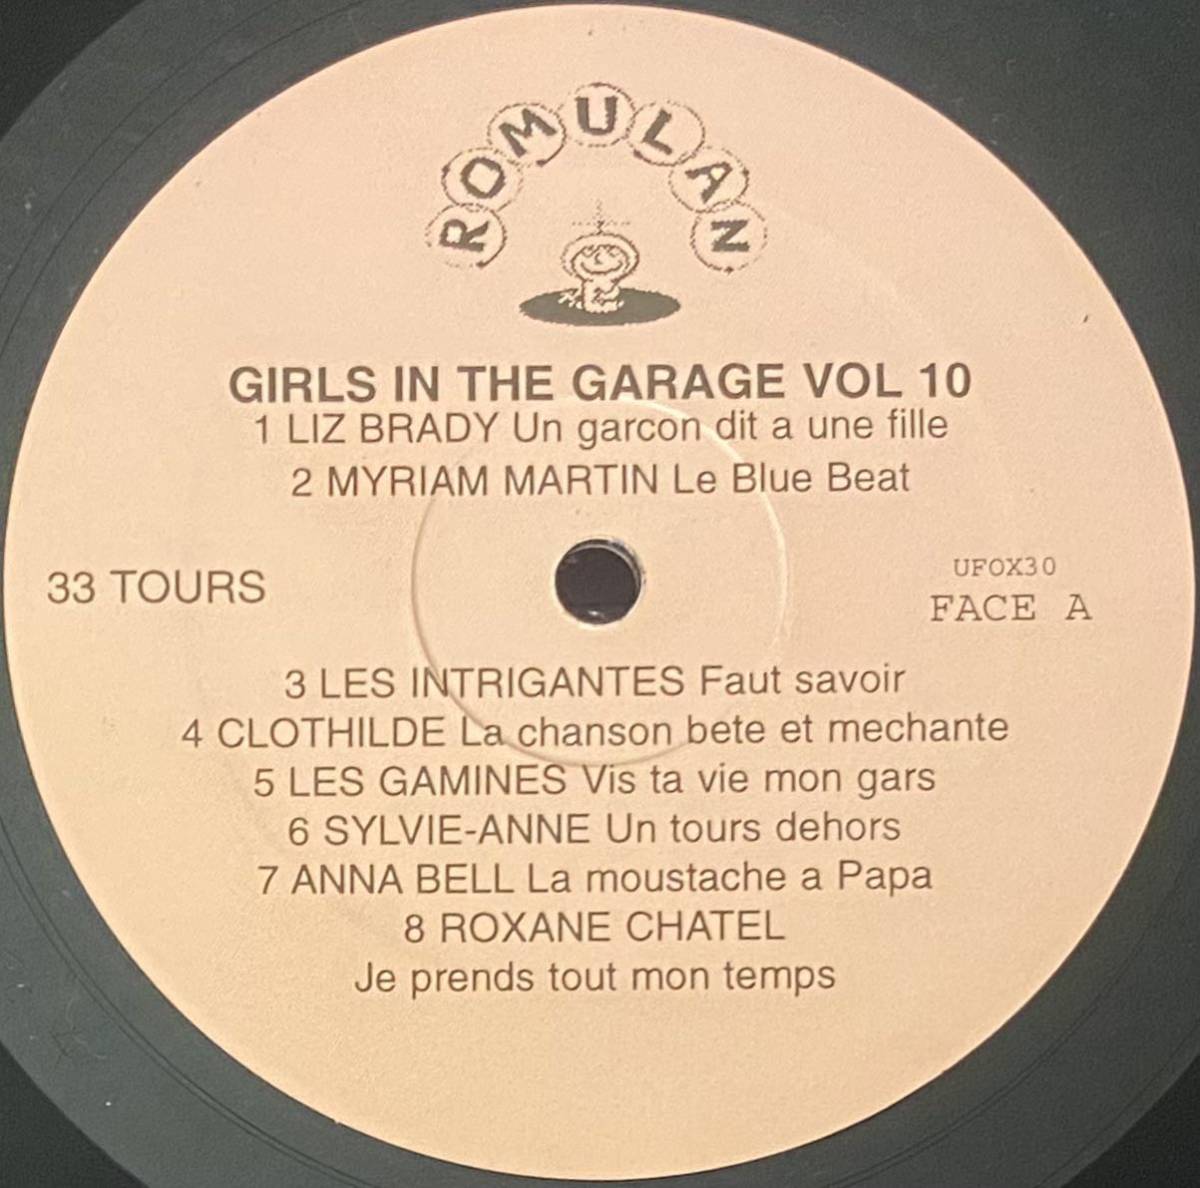 ROMULAN
GIRLS IN THE GARAGE VOL 10
1 LIZ BRADY Un garcon dit a une fille
2 MYRIAM MARTIN Le Blue Beat
33 TOURS
UFOX30
FACE A
3 LES INTRIGANTES Faut savoir
4 CLOTHILDE La chanson bete et mechante
5 LES GAMINES Vis ta vie mon gars
6 SYLVIE-ANNE Un tours dehors
7 ANNA BELL La moustache a Papa
8 ROXANE CHATEL
Je prends tout mon temps